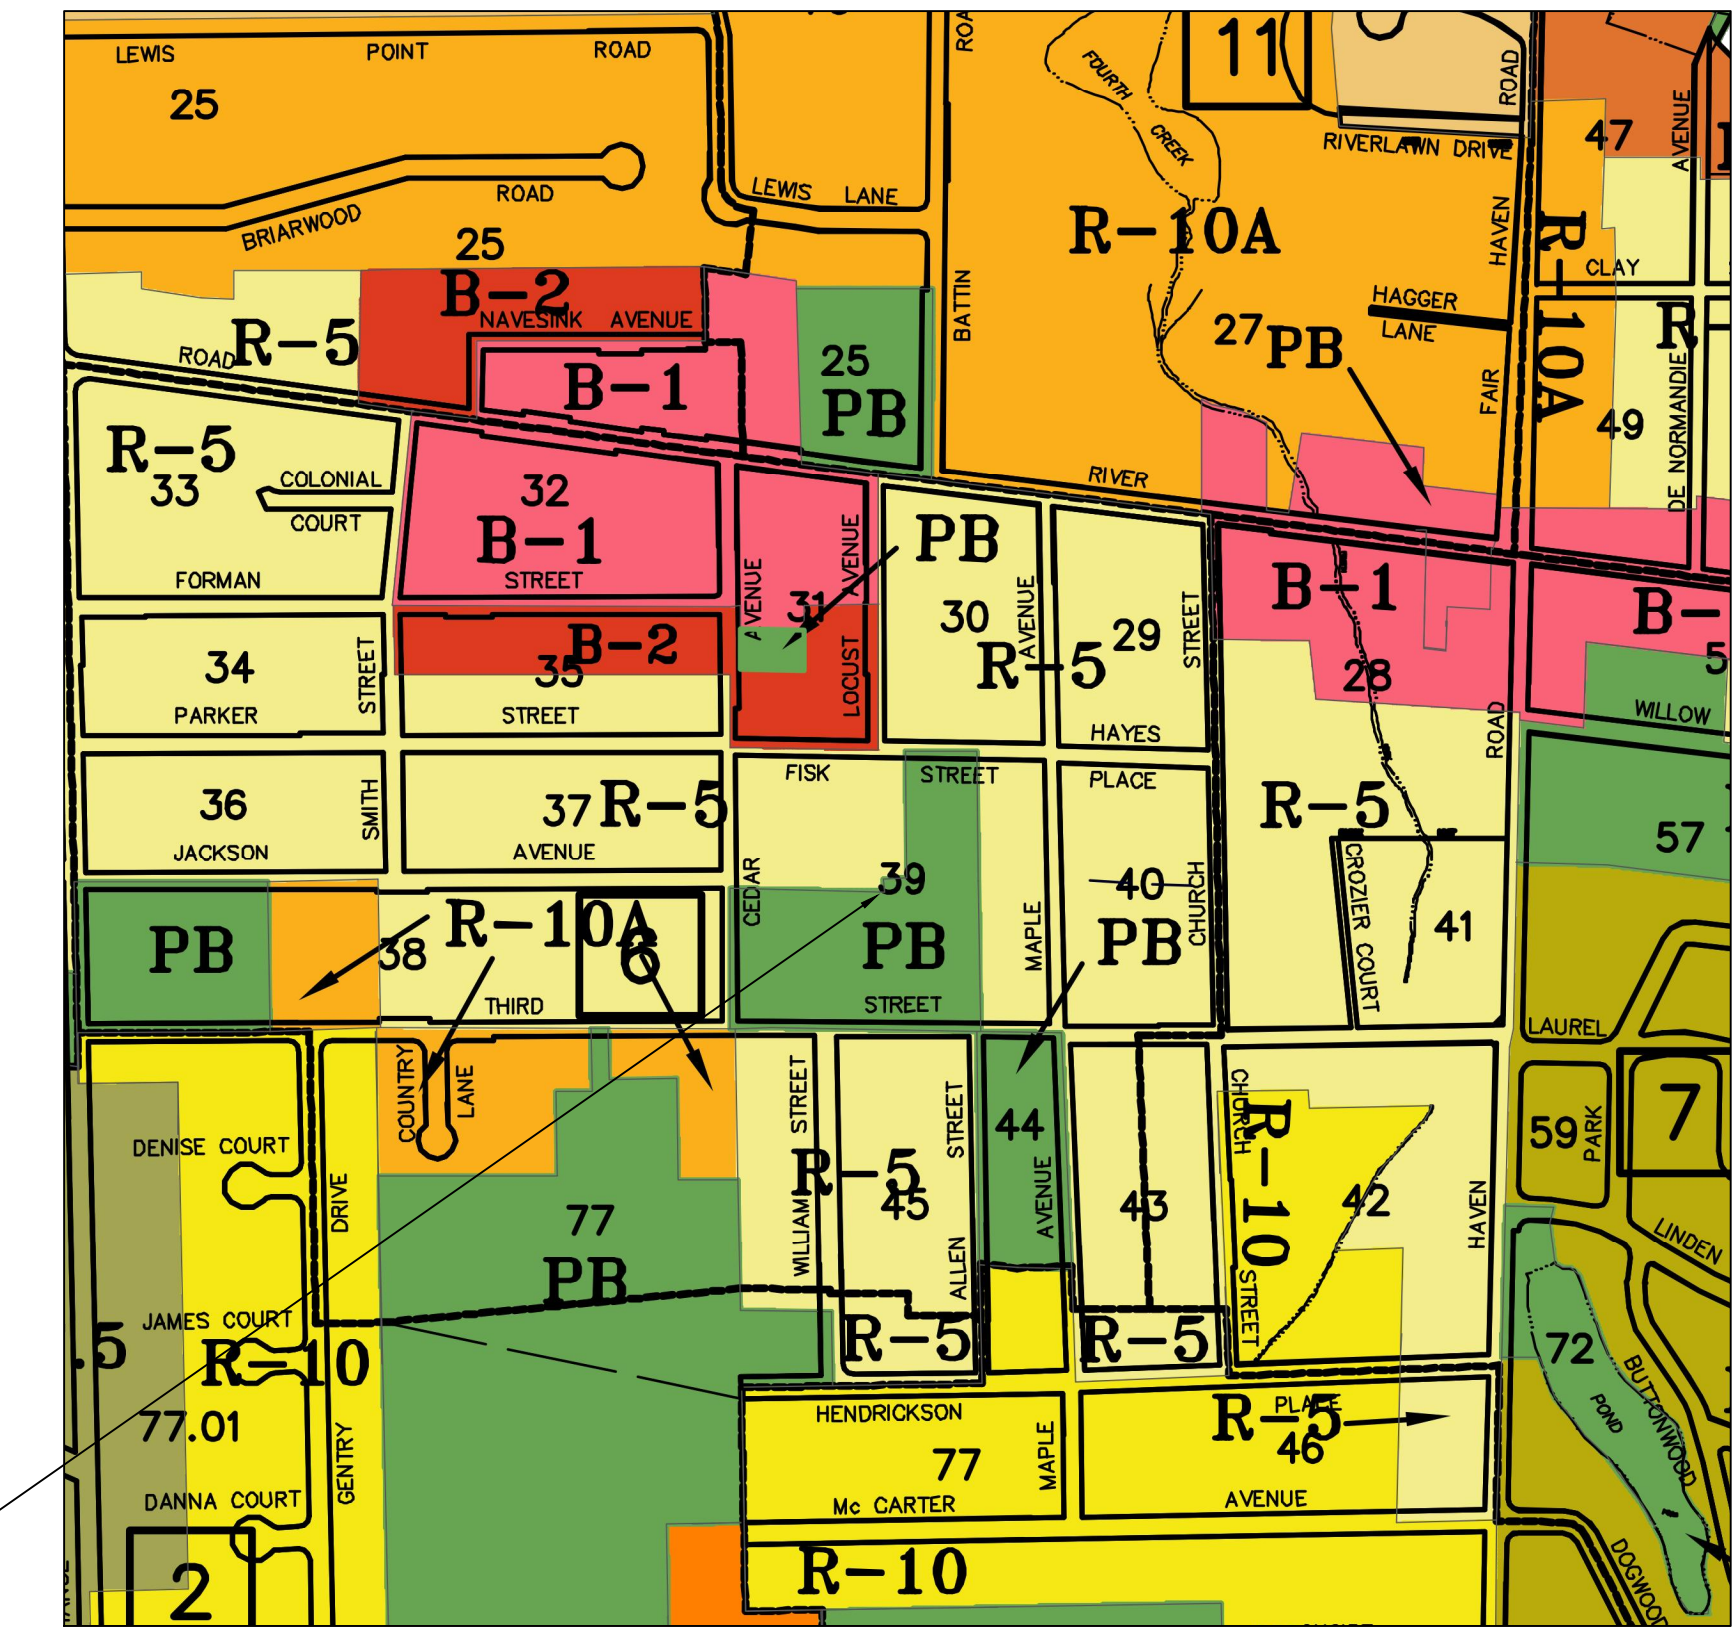 LEWIS POINT ROAD
25
11
ROAD
FOURTH
CREEK
RIVERLAWN DRIVE
47
AVENUE
BRIARWOOD ROAD
LEWIS LANE
R-10A
HAVEN
R-10A
CLAY
25
B-2
NAVESINK AVENUE
BATTIN
HAGGER
LANE
27 PB
R
ROAD R-5
B-1
25
PB
FAIR
49
DE NORMANDIE
R-5
33
COLONIAL
COURT
FORMAN
32
B-1
STREET
AVENUE
AVENUE
RIVER
PB
31
30
AVENUE
29
STREET
R-5
B-1
28
B-
5
34
PARKER
STREET
B-2
35
STREET
LOCUST
HAYES
ROAD
WILLOW
36
JACKSON
SMITH
37 R-5
AVENUE
FISK STREET
PLACE
R-5
57
CEDAR
39
PB
STREET
MAPLE
40
PB
CHURCH
CROZIER COURT
41
PB
38
R-10A
6
THIRD
LAUREL
COUNTRY
LANE
DENISE COURT
DRIVE
77
PB
WILLIAM STREET
R-5
45
STREET
ALLEN
44
AVENUE
43
CHURCH
STREET
R-10
42
HAVEN
59
PARK
7
LINDEN
.5
JAMES COURT
R-10
77.01
R-5
R-5
72
BUTTONWOOD
POND
HENDRICKSON
PLACE
R-5
46
77
MAPLE
Mc CARTER
AVENUE
GENTRY
DANNA COURT
2
R-10
DOGWOOD